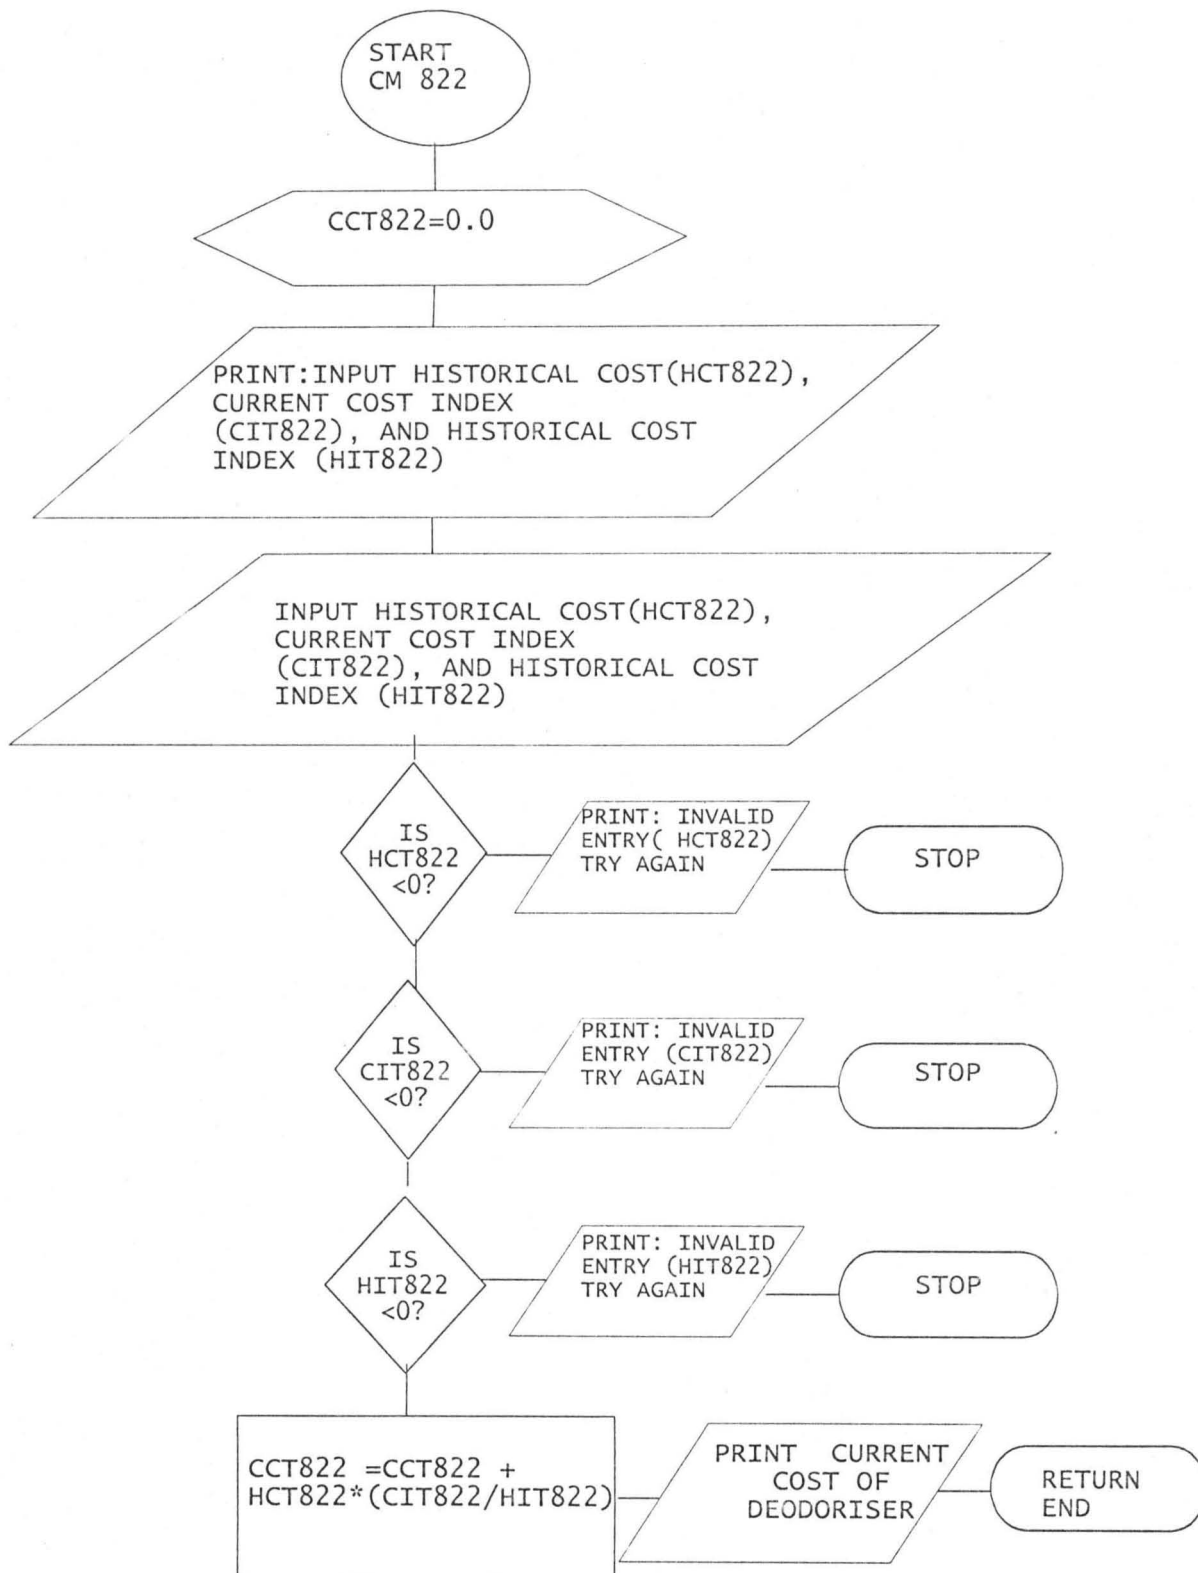 START
CM 822
CCT822=0.0
PRINT:INPUT HISTORICAL COST(HCT822),
CURRENT COST INDEX
(CIT822), AND HISTORICAL COST
INDEX (HIT822)
INPUT HISTORICAL COST(HCT822),
CURRENT COST INDEX
(CIT822), AND HISTORICAL COST
INDEX (HIT822)
IS
HCT822
<0?
PRINT: INVALID
ENTRY( HCT822)
TRY AGAIN
STOP
IS
CIT822
<0?
PRINT: INVALID
ENTRY (CIT822)
TRY AGAIN
STOP
IS
HIT822
<0?
PRINT: INVALID
ENTRY (HIT822)
TRY AGAIN
STOP
CCT822 =CCT822 +
HCT822*(CIT822/HIT822)
PRINT CURRENT
COST OF
DEODORISER
RETURN
END